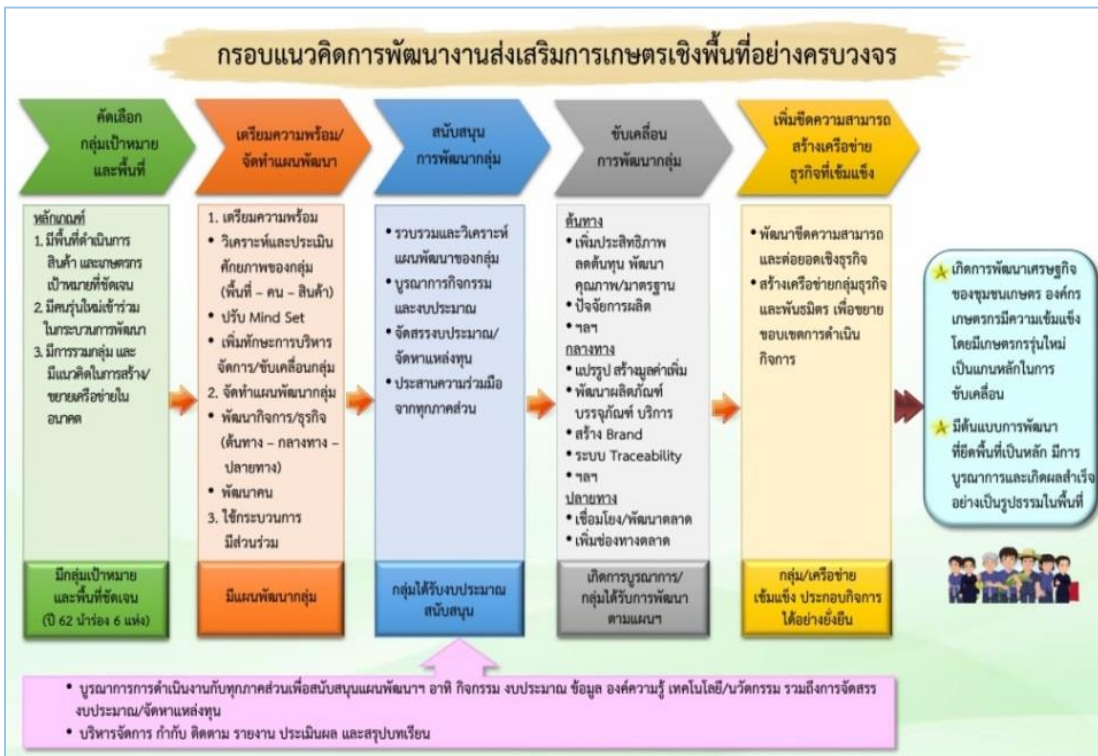 กรอบแนวคิดการพัฒนางานส่งเสริมการเกษตรเชิงพื้นที่อย่างครบวงจร
คัดเลือก
กลุ่มเป้าหมาย
และพื้นที่
หลักเกณฑ์
1. มีพื้นที่ดำเนินการ
สินค้า และเกษตรกร
เป้าหมายที่ชัดเจน
2. มีคนรุ่นใหม่เข้าร่วม
ในกระบวนการพัฒนา
3. มีการรวมกลุ่ม และ
มีแนวคิดในการสร้าง/
ขยายเครือข่ายใน
อนาคต
มีกลุ่มเป้าหมาย
และพื้นที่ชัดเจน
(ปี 62 นำร่อง 6 แห่ง)
เตรียมความพร้อม/
จัดทำแผนพัฒนา
1. เตรียมความพร้อม
• วิเคราะห์และประเมิน
ศักยภาพของกลุ่ม
(พื้นที่ – คน – สินค้า)
• ปรับ Mind Set
• เพิ่มทักษะการบริหาร
จัดการ/ขับเคลื่อนกลุ่ม
2. จัดทำแผนพัฒนากลุ่ม
• พัฒนากิจการ/ธุรกิจ
(ต้นทาง – กลางทาง –
ปลายทาง)
• พัฒนาคน
3. ใช้กระบวนการ
มีส่วนร่วม
มีแผนพัฒนากลุ่ม
สนับสนุน
การพัฒนากลุ่ม
• รวบรวมและวิเคราะห์
แผนพัฒนาของกลุ่ม
• บูรณาการกิจกรรม
และงบประมาณ
• จัดสรรงบประมาณ/
จัดหาแหล่งทุน
• ประสานความร่วมมือ
จากทุกภาคส่วน
กลุ่มได้รับงบประมาณ
สนับสนุน
ขับเคลื่อน
การพัฒนากลุ่ม
ต้นทาง
• เพิ่มประสิทธิภาพ
ลดต้นทุน พัฒนา
คุณภาพ/มาตรฐาน
• ปัจจัยการผลิต
• ฯลฯ
กลางทาง
• แปรรูป สร้างมูลค่าเพิ่ม
• พัฒนาผลิตภัณฑ์
บรรจุภัณฑ์ บริการ
• สร้าง Brand
• ระบบ Traceability
• ฯลฯ
ปลายทาง
• เชื่อมโยง/พัฒนาตลาด
• เพิ่มช่องทางตลาด
เกิดการบูรณาการ/
กลุ่มได้รับการพัฒนา
ตามแผนฯ
เพิ่มขีดความสามารถ
สร้างเครือข่าย
ธุรกิจที่เข้มแข็ง
• พัฒนาขีดความสามารถ
และต่อยอดเชิงธุรกิจ
• สร้างเครือข่ายกลุ่มธุรกิจ
และพันธมิตร เพื่อขยาย
ขอบเขตการดำเนิน
กิจการ
กลุ่ม/เครือข่าย
เข้มแข็ง ประกอบกิจการ
ได้อย่างยั่งยืน
เกิดการพัฒนาเศรษฐกิจ
ของชุมชนเกษตร องค์กร
เกษตรกรมีความเข้มแข็ง
โดยมีเกษตรกรรุ่นใหม่
เป็นแกนหลักในการ
ขับเคลื่อน
มีต้นแบบการพัฒนา
ที่ยึดพื้นที่เป็นหลัก มีการ
บูรณาการและเกิดผลสำเร็จ
อย่างเป็นรูปธรรมในพื้นที่
• บูรณาการการดำเนินงานกับทุกภาคส่วนเพื่อสนับสนุนแผนพัฒนาฯ อาทิ กิจกรรม งบประมาณ ข้อมูล องค์ความรู้ เทคโนโลยี/นวัตกรรม รวมถึงการจัดสรร
งบประมาณ/จัดหาแหล่งทุน
• บริหารจัดการ กำกับ ติดตาม รายงาน ประเมินผล และสรุปบทเรียน